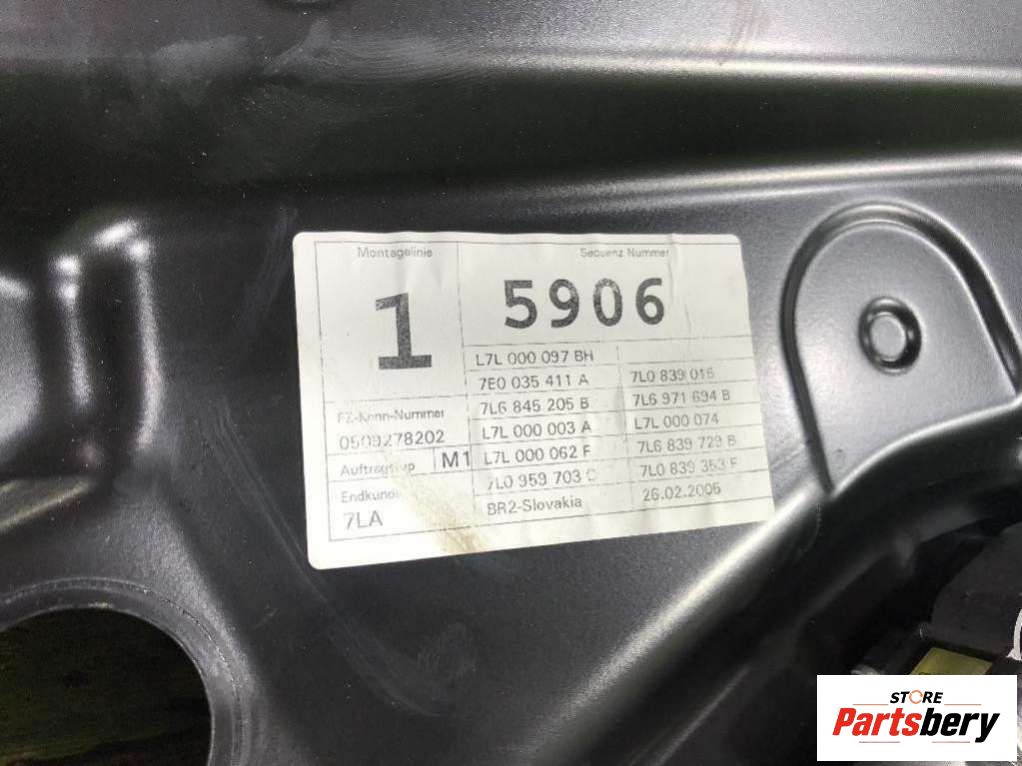 Montagelinie
Sequenz Nummer
1
5906
L7L 000 097 BH
7E0 035 411 A
7L0 839 016
7L6 845 205 B
7L6 971 694 B
FZ-Kenn-Nummer
0509278202
L7L 000 003 A
L7L 000 074
M1
L7L 000 062 F
7L6 839 729 B
7L0 959 703
7L0 839 353 F
7LA
BR2-Slovakia
26.02.2006
STORE
Partsbery